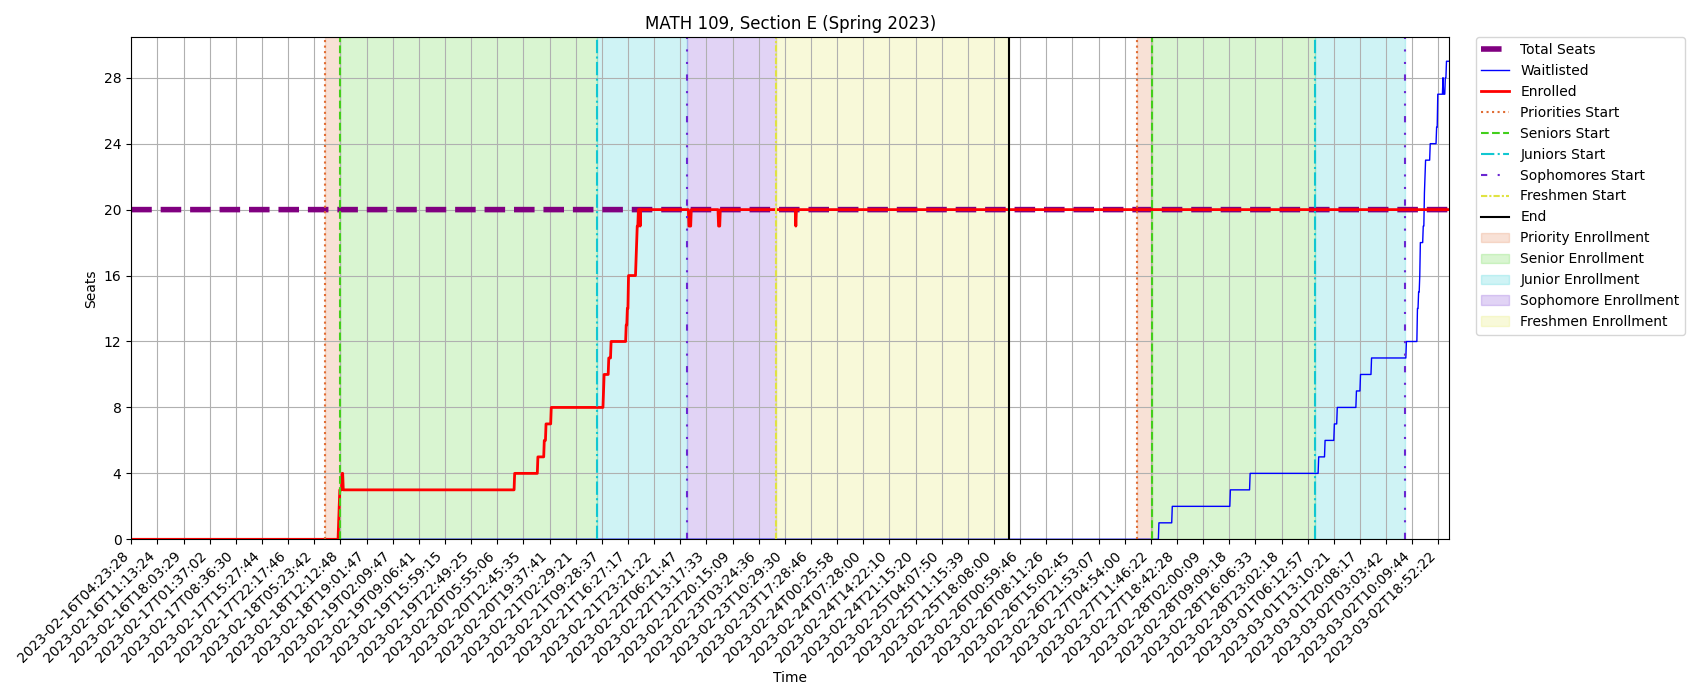 MATH 109, Section E (Spring 2023)
Seats
28
24
20
16
12
8
4
0
2023-02-16T04:23:28
2023-02-16T11:13:24
2023-02-16T18:03:29
2023-02-17T01:37:02
2023-02-17T08:36:30
2023-02-17T15:27:44
2023-02-17T22:17:46
2023-02-18T05:23:42
2023-02-18T12:12:48
2023-02-18T19:01:47
2023-02-19T02:09:47
2023-02-19T09:06:41
2023-02-19T15:59:15
2023-02-19T22:49:25
2023-02-20T05:55:06
2023-02-20T12:45:35
2023-02-20T19:37:41
2023-02-21T02:29:21
2023-02-21T09:28:37
2023-02-21T16:27:17
2023-02-21T23:21:22
2023-02-22T06:21:47
2023-02-22T13:17:33
2023-02-22T20:15:09
2023-02-23T03:24:36
2023-02-23T10:29:30
2023-02-23T17:28:46
2023-02-24T00:25:58
2023-02-24T07:28:00
2023-02-24T14:22:10
2023-02-24T21:15:20
2023-02-25T04:07:50
2023-02-25T11:15:39
2023-02-25T18:08:00
2023-02-26T00:59:46
2023-02-26T08:11:26
2023-02-26T15:02:45
2023-02-26T21:53:07
2023-02-27T04:54:00
2023-02-27T11:46:22
2023-02-27T18:42:28
2023-02-28T02:00:09
2023-02-28T09:09:18
2023-02-28T16:06:33
2023-02-28T23:02:18
2023-03-01T06:12:57
2023-03-01T13:10:21
2023-03-01T20:08:17
2023-03-02T03:03:42
2023-03-02T10:09:44
2023-03-02T18:52:22
Time
Total Seats
Waitlisted
Enrolled
Priorities Start
Seniors Start
Juniors Start
Sophomores Start
Freshmen Start
End
Priority Enrollment
Senior Enrollment
Junior Enrollment
Sophomore Enrollment
Freshmen Enrollment